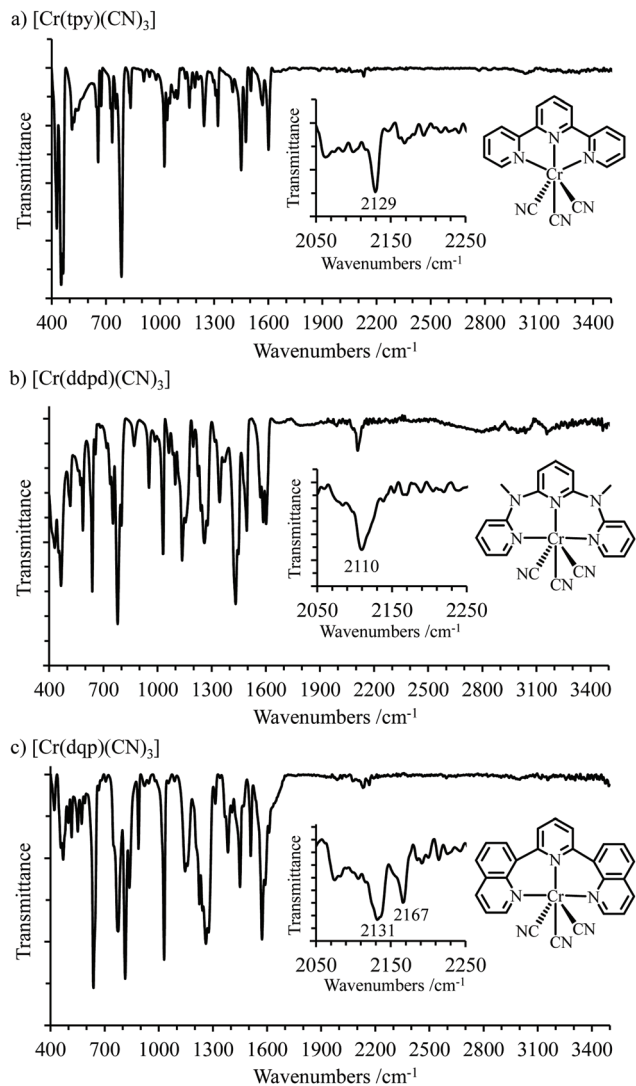 a) [Cr(tpy)(CN)₃]
Transmittance
Transmittance
2129
2050 2150 2250
Wavenumbers /cm⁻¹
N
N N
Cr
NC CN
CN
400 700 1000 1300 1600 1900 2200 2500 2800 3100 3400
Wavenumbers /cm⁻¹
b) [Cr(ddpd)(CN)₃]
Transmittance
Transmittance
2110
2050 2150 2250
Wavenumbers /cm⁻¹
N N N
N Cr N
NC CN
CN
400 700 1000 1300 1600 1900 2200 2500 2800 3100 3400
Wavenumbers /cm⁻¹
c) [Cr(dqp)(CN)₃]
Transmittance
Transmittance
2167
2131
2050 2150 2250
Wavenumbers /cm⁻¹
N
N Cr N
NC CN
CN
400 700 1000 1300 1600 1900 2200 2500 2800 3100 3400
Wavenumbers /cm⁻¹